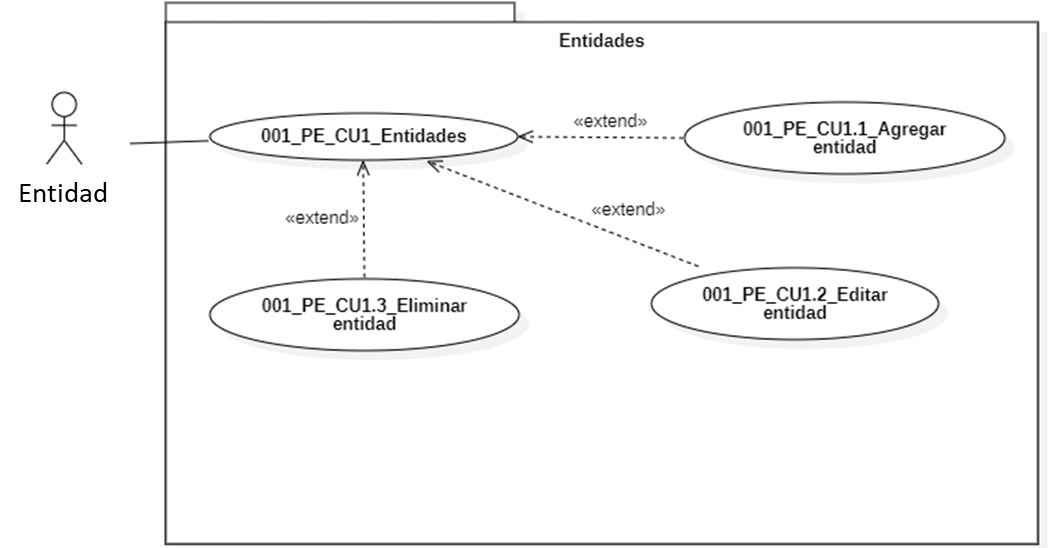 Entidades
001_PE_CU1_Entidades
«extend»
001_PE_CU1.1_Agregar
entidad
Entidad
«extend»
«extend»
001_PE_CU1.3_Eliminar
entidad
001_PE_CU1.2_Editar
entidad